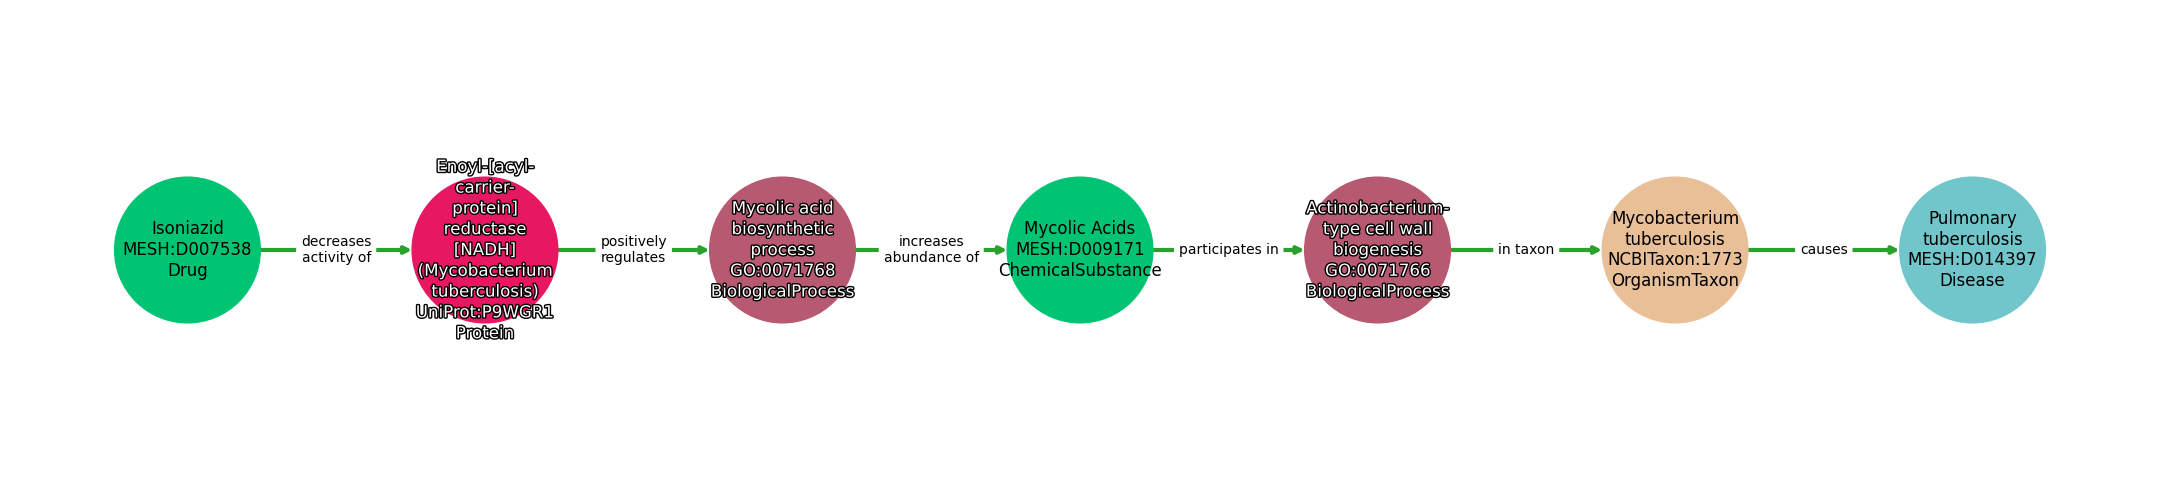 Isoniazid
MESH:D007538
Drug
decreases
activity of
Enoyl-[acyl-
carrier-
protein]
reductase
[NADH]
(Mycobacterium
tuberculosis)
UniProt:P9WGR1
Protein
positively
regulates
Mycolic acid
biosynthetic
process
GO:0071768
BiologicalProcess
increases
abundance of
Mycolic Acids
MESH:D009171
ChemicalSubstance
participates in
Actinobacterium-
type cell wall
biogenesis
GO:0071766
BiologicalProcess
in taxon
Mycobacterium
tuberculosis
NCBITaxon:1773
OrganismTaxon
causes
Pulmonary
tuberculosis
MESH:D014397
Disease